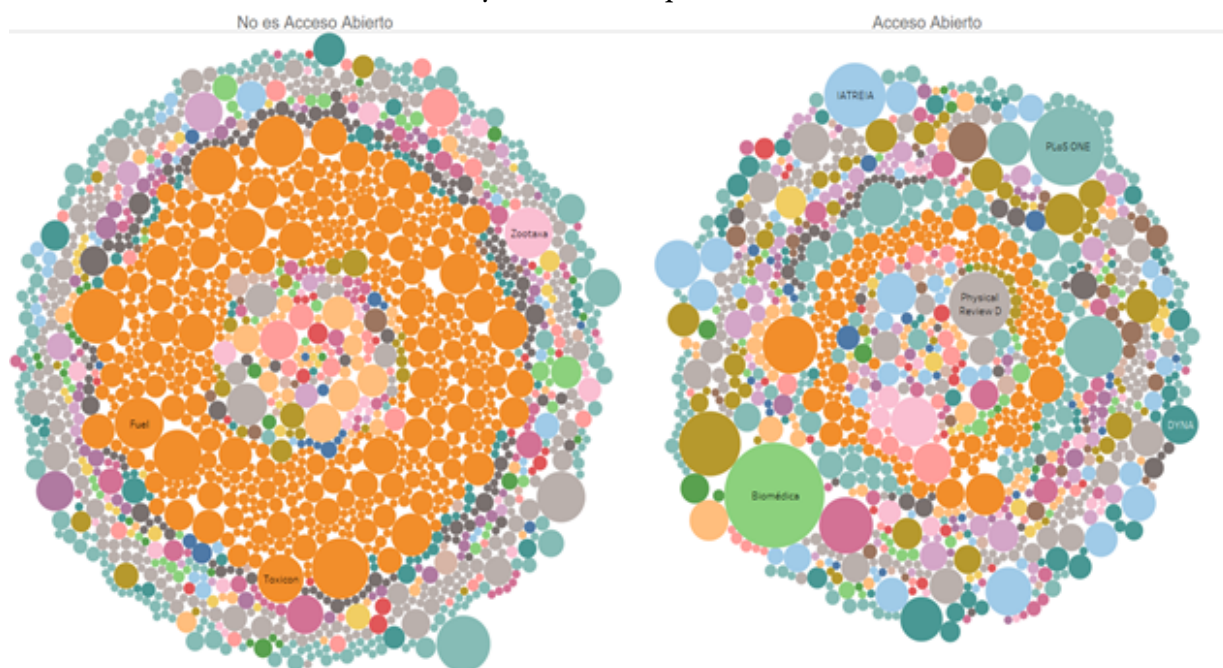 No es Acceso Abierto
Acceso Abierto
IATREIA
PLoS ONE
Zootaxa
Physical
Review D
Fuel
DYNA
Biomédica
Toxicon